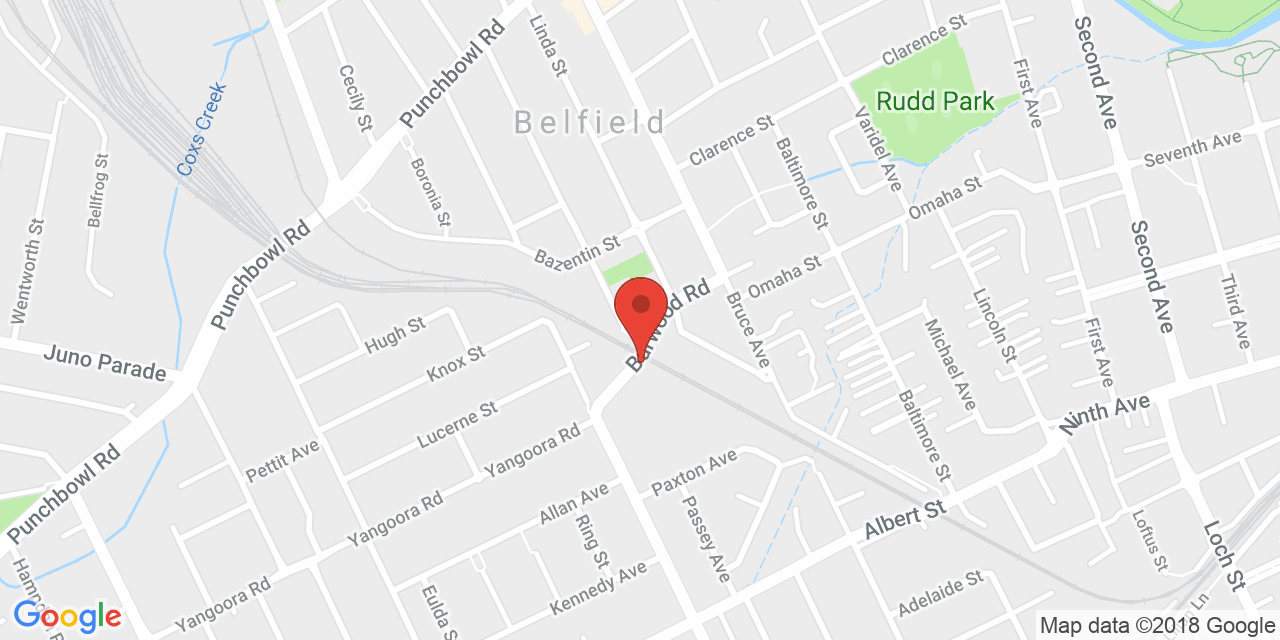 Linda St
Punchbowl Rd
Cecily St
Coxs Creek
Belfield
Clarence St
First Ave
Second Ave
Rudd Park
Clarence St
Varidel Ave
Seventh Ave
Bellfrog St
Boronia St
Baltimore St
Omaha St
Wentworth St
Punchbowl Rd
Bazentin St
Omaha St
Second Ave
Third Ave
Burwood Rd
Bruce Ave
Lincoln St
Hugh St
Knox St
Michael Ave
First Ave
Juno Parade
Lucerne St
Baltimore St
Ninth Ave
Pettit Ave
Yangoora Rd
Punchbowl Rd
Paxton Ave
Allan Ave
Yangoora Rd
Passey Ave
Albert St
Ring St
Loftus St
Loch St
Kennedy Ave
Adelaide St
Yangoora Rd
Eulda S
Ln
Google
Map data ©2018 Google